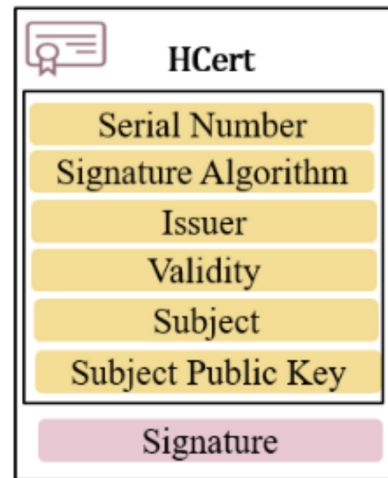 HCert
Serial Number
Signature Algorithm
Issuer
Validity
Subject
Subject Public Key
Signature